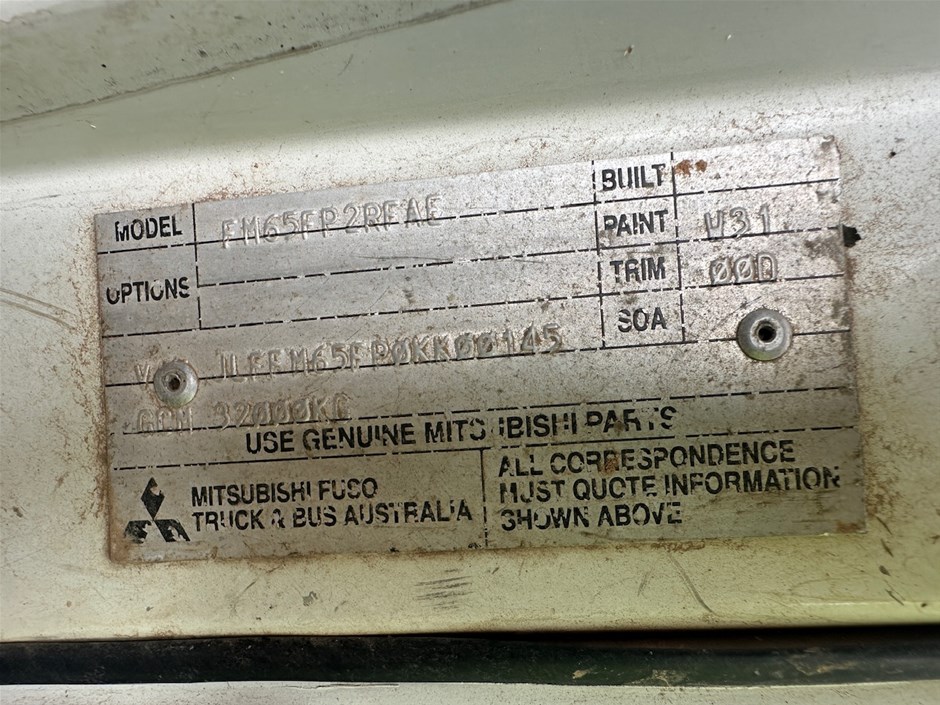 MODEL FM65FP2RFAE
BUILT
PAINT W31
OPTIONS
TRIM 00D
SOA
JLFFM65FP0KK00145
GCM 32000KG
USE GENUINE MITSUBISHI PARTS
MITSUBISHI FUSO
TRUCK & BUS AUSTRALIA
ALL CORRESPONDENCE
MUST QUOTE INFORMATION
SHOWN ABOVE